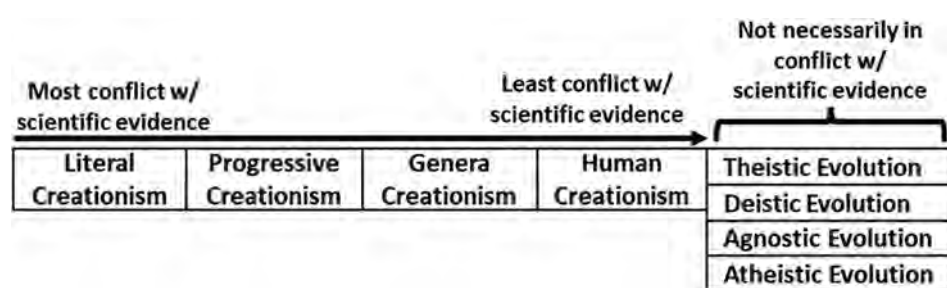 Not necessarily in
conflict w/
scientific evidence
Most conflict w/
scientific evidence
Least conflict w/
scientific evidence
Literal
Creationism
Progressive
Creationism
Genera
Creationism
Human
Creationism
Theistic Evolution
Deistic Evolution
Agnostic Evolution
Atheistic Evolution